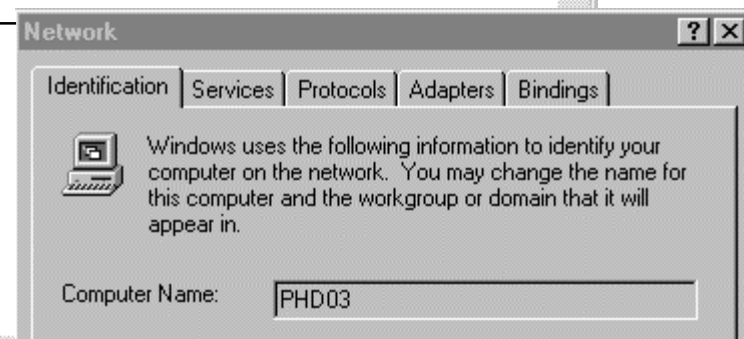 Network
Identification Services Protocols Adapters Bindings
Windows uses the following information to identify your
computer on the network. You may change the name for
this computer and the workgroup or domain that it will
appear in.
Computer Name: PHD03